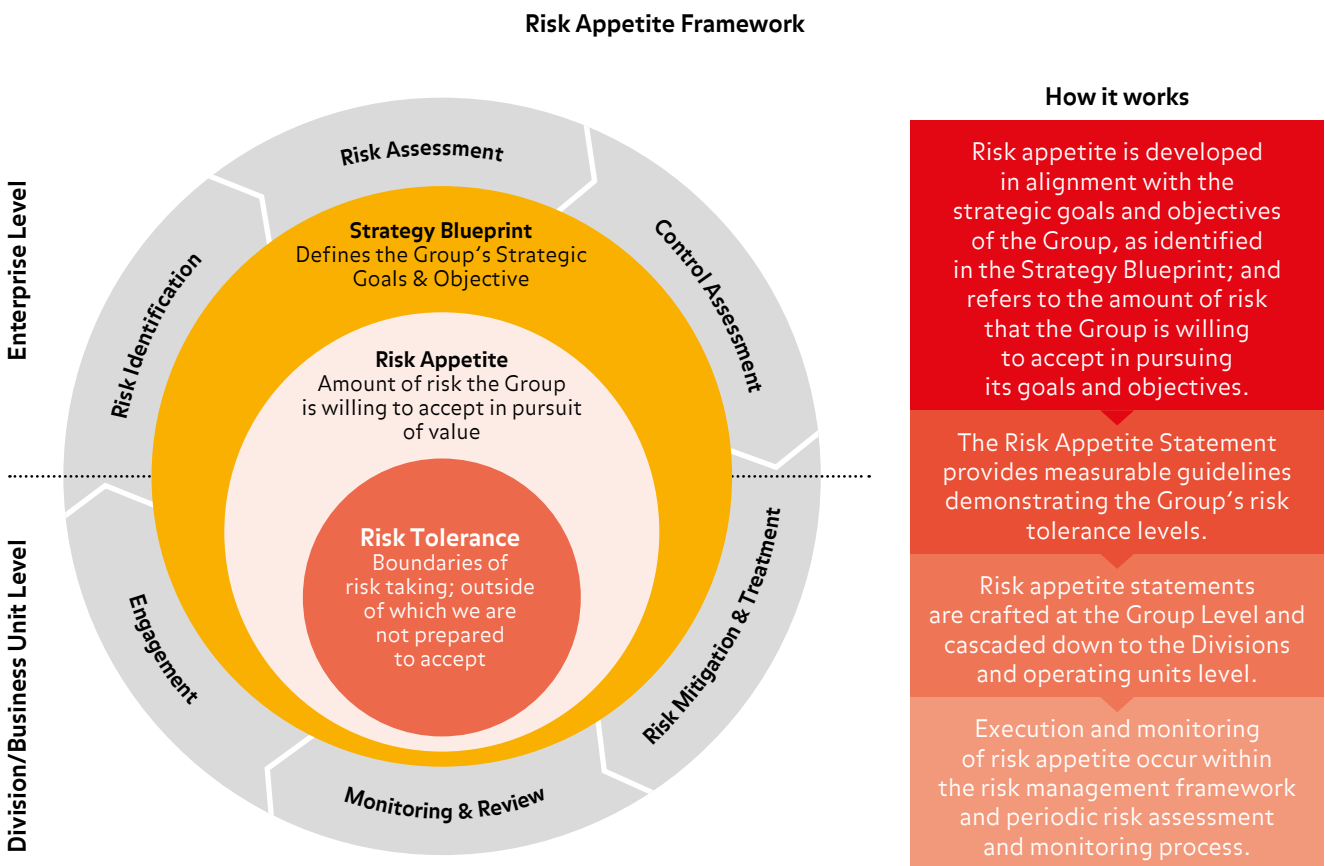 Risk Appetite Framework
Enterprise Level
Division/Business Unit Level
Risk Assessment
Control Assessment
Risk Mitigation & Treatment
Monitoring & Review
Engagement
Risk Identification
Strategy Blueprint
Defines the Group's Strategic
Goals & Objective
Risk Appetite
Amount of risk the Group
is willing to accept in pursuit
of value
Risk Tolerance
Boundaries of
risk taking; outside
of which we are
not prepared
to accept
How it works
Risk appetite is developed
in alignment with the
strategic goals and objectives
of the Group, as identified
in the Strategy Blueprint; and
refers to the amount of risk
that the Group is willing
to accept in pursuing
its goals and objectives.
The Risk Appetite Statement
provides measurable guidelines
demonstrating the Group‘s risk
tolerance levels.
Risk appetite statements
are crafted at the Group Level and
cascaded down to the Divisions
and operating units level.
Execution and monitoring
of risk appetite occur within
the risk management framework
and periodic risk assessment
and monitoring process.